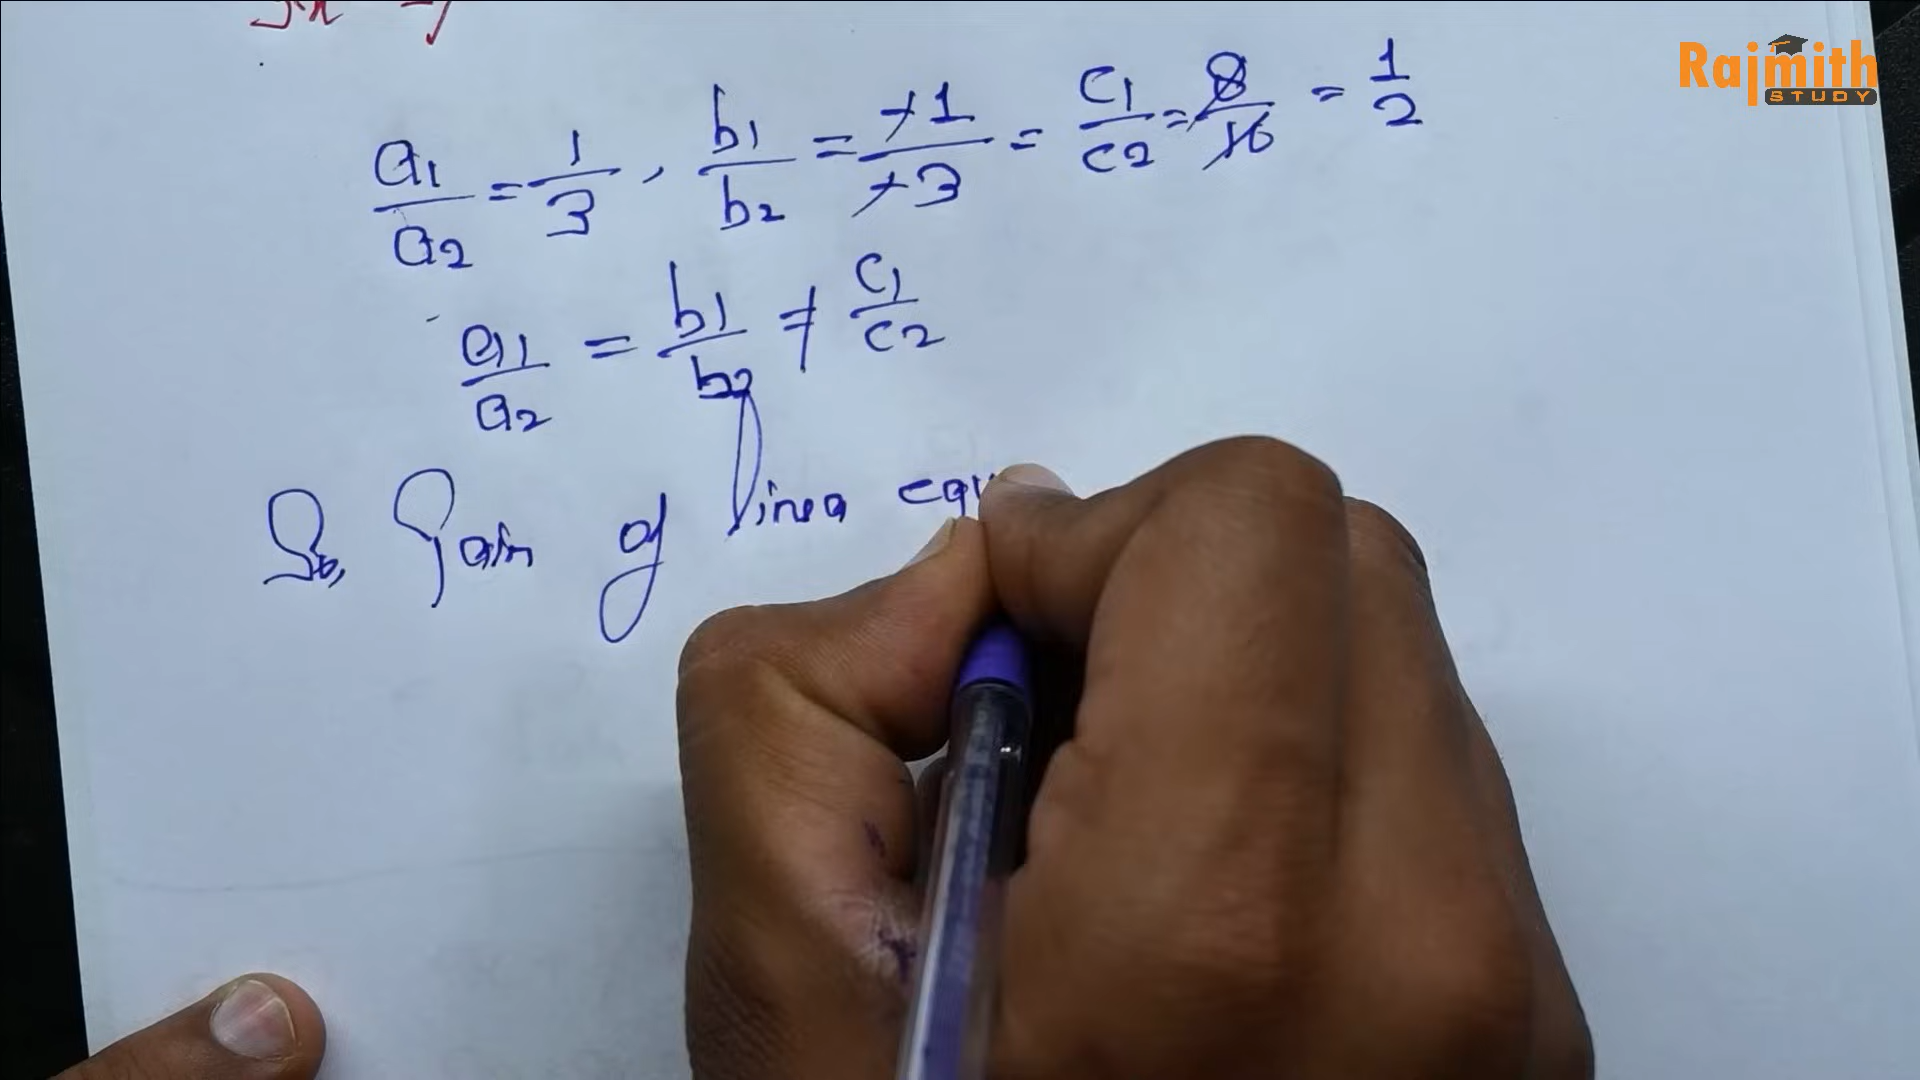 Rajmith
STUDY
a1/a2 = 1/3 , b1/b2 = -1/-3 = c1/c2 = 8/16 = 1/2
a1/a2 = b1/b2 ≠ c1/c2
So, Pair of linea equ